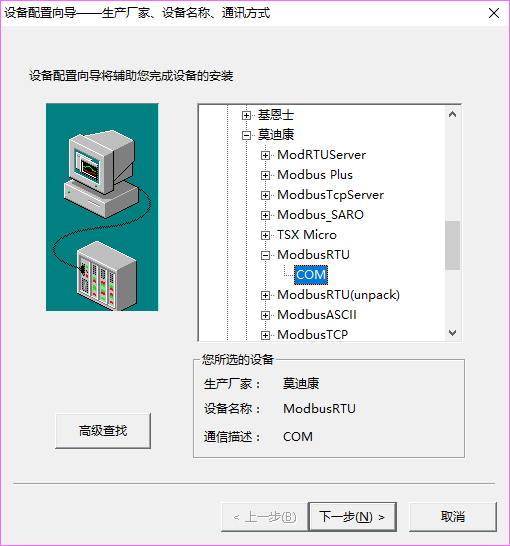 设备配置向导——生产厂家、设备名称、通讯方式
设备配置向导将辅助您完成设备的安装
基恩士
莫迪康
ModRTUServer
Modbus Plus
ModbusTcpServer
Modbus_SARO
TSX Micro
ModbusRTU
COM
ModbusRTU(unpack)
ModbusASCII
ModbusTCP
您所选的设备
生产厂家： 莫迪康
设备名称： ModbusRTU
通信描述： COM
高级查找
< 上一步(B)
下一步(N) >
取消